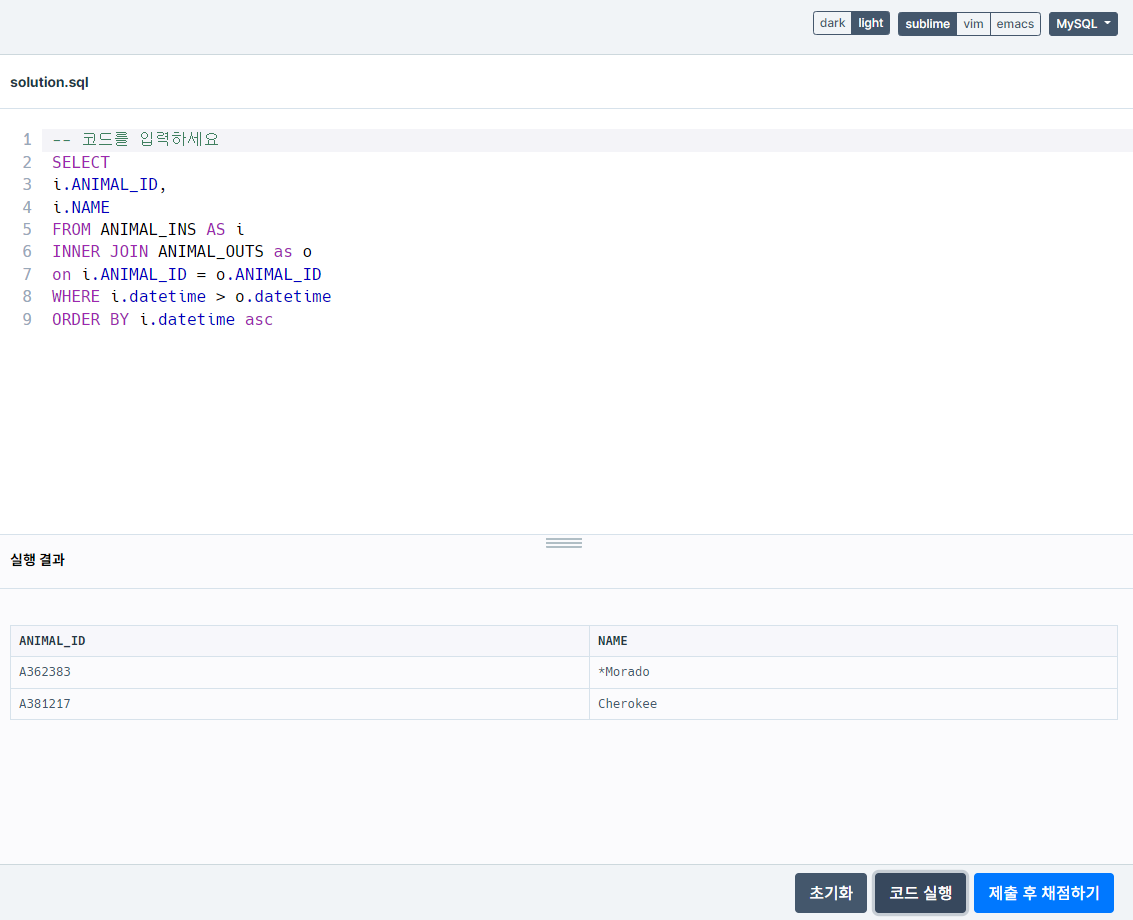 dark light sublime vim emacs MySQL
solution.sql
1 -- 코드를 입력하세요
2 SELECT
3 i.ANIMAL_ID,
4 i.NAME
5 FROM ANIMAL_INS AS i
6 INNER JOIN ANIMAL_OUTS as o
7 on i.ANIMAL_ID = o.ANIMAL_ID
8 WHERE i.datetime > o.datetime
9 ORDER BY i.datetime asc
실행 결과
ANIMAL_ID NAME
A362383 *Morado
A381217 Cherokee
초기화 코드 실행 제출 후 채점하기